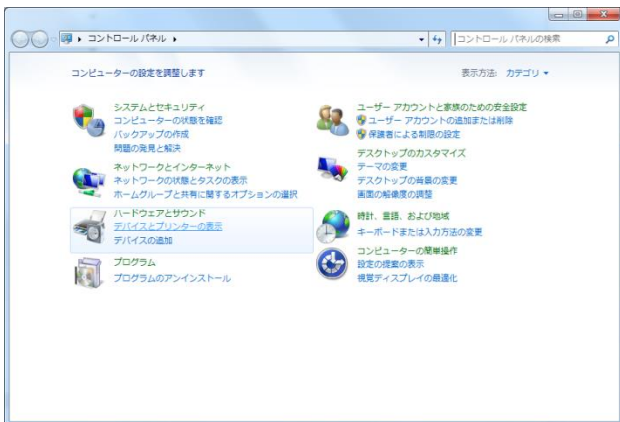 コントロール パネル
コントロール パネルの検索
コンピューターの設定を調整します
表示方法: カテゴリ
システムとセキュリティ
コンピューターの状態を確認
バックアップの作成
問題の発見と解決
ネットワークとインターネット
ネットワークの状態とタスクの表示
ホームグループと共有に関するオプションの選択
ハードウェアとサウンド
デバイスとプリンターの表示
デバイスの追加
プログラム
プログラムのアンインストール
ユーザー アカウントと家族のための安全設定
ユーザー アカウントの追加または削除
保護者による制限の設定
デスクトップのカスタマイズ
テーマの変更
デスクトップの背景の変更
画面の解像度の調整
時計、言語、および地域
キーボードまたは入力方法の変更
コンピューターの簡単操作
設定の提案の表示
視覚ディスプレイの最適化